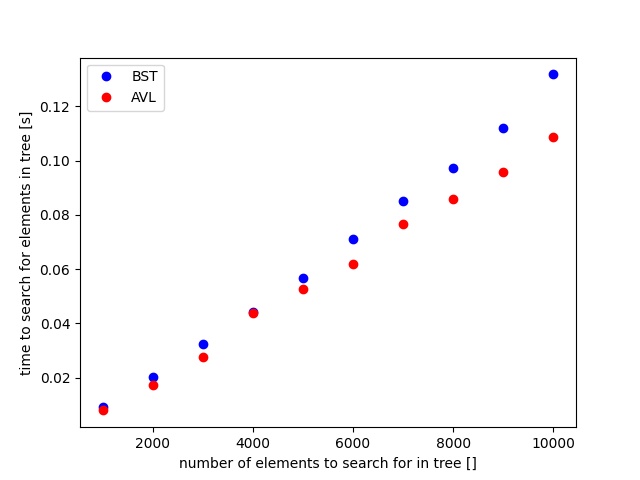 BST
AVL
0.12
0.10
0.08
0.06
0.04
0.02
time to search for elements in tree [s]
2000 4000 6000 8000 10000
number of elements to search for in tree []